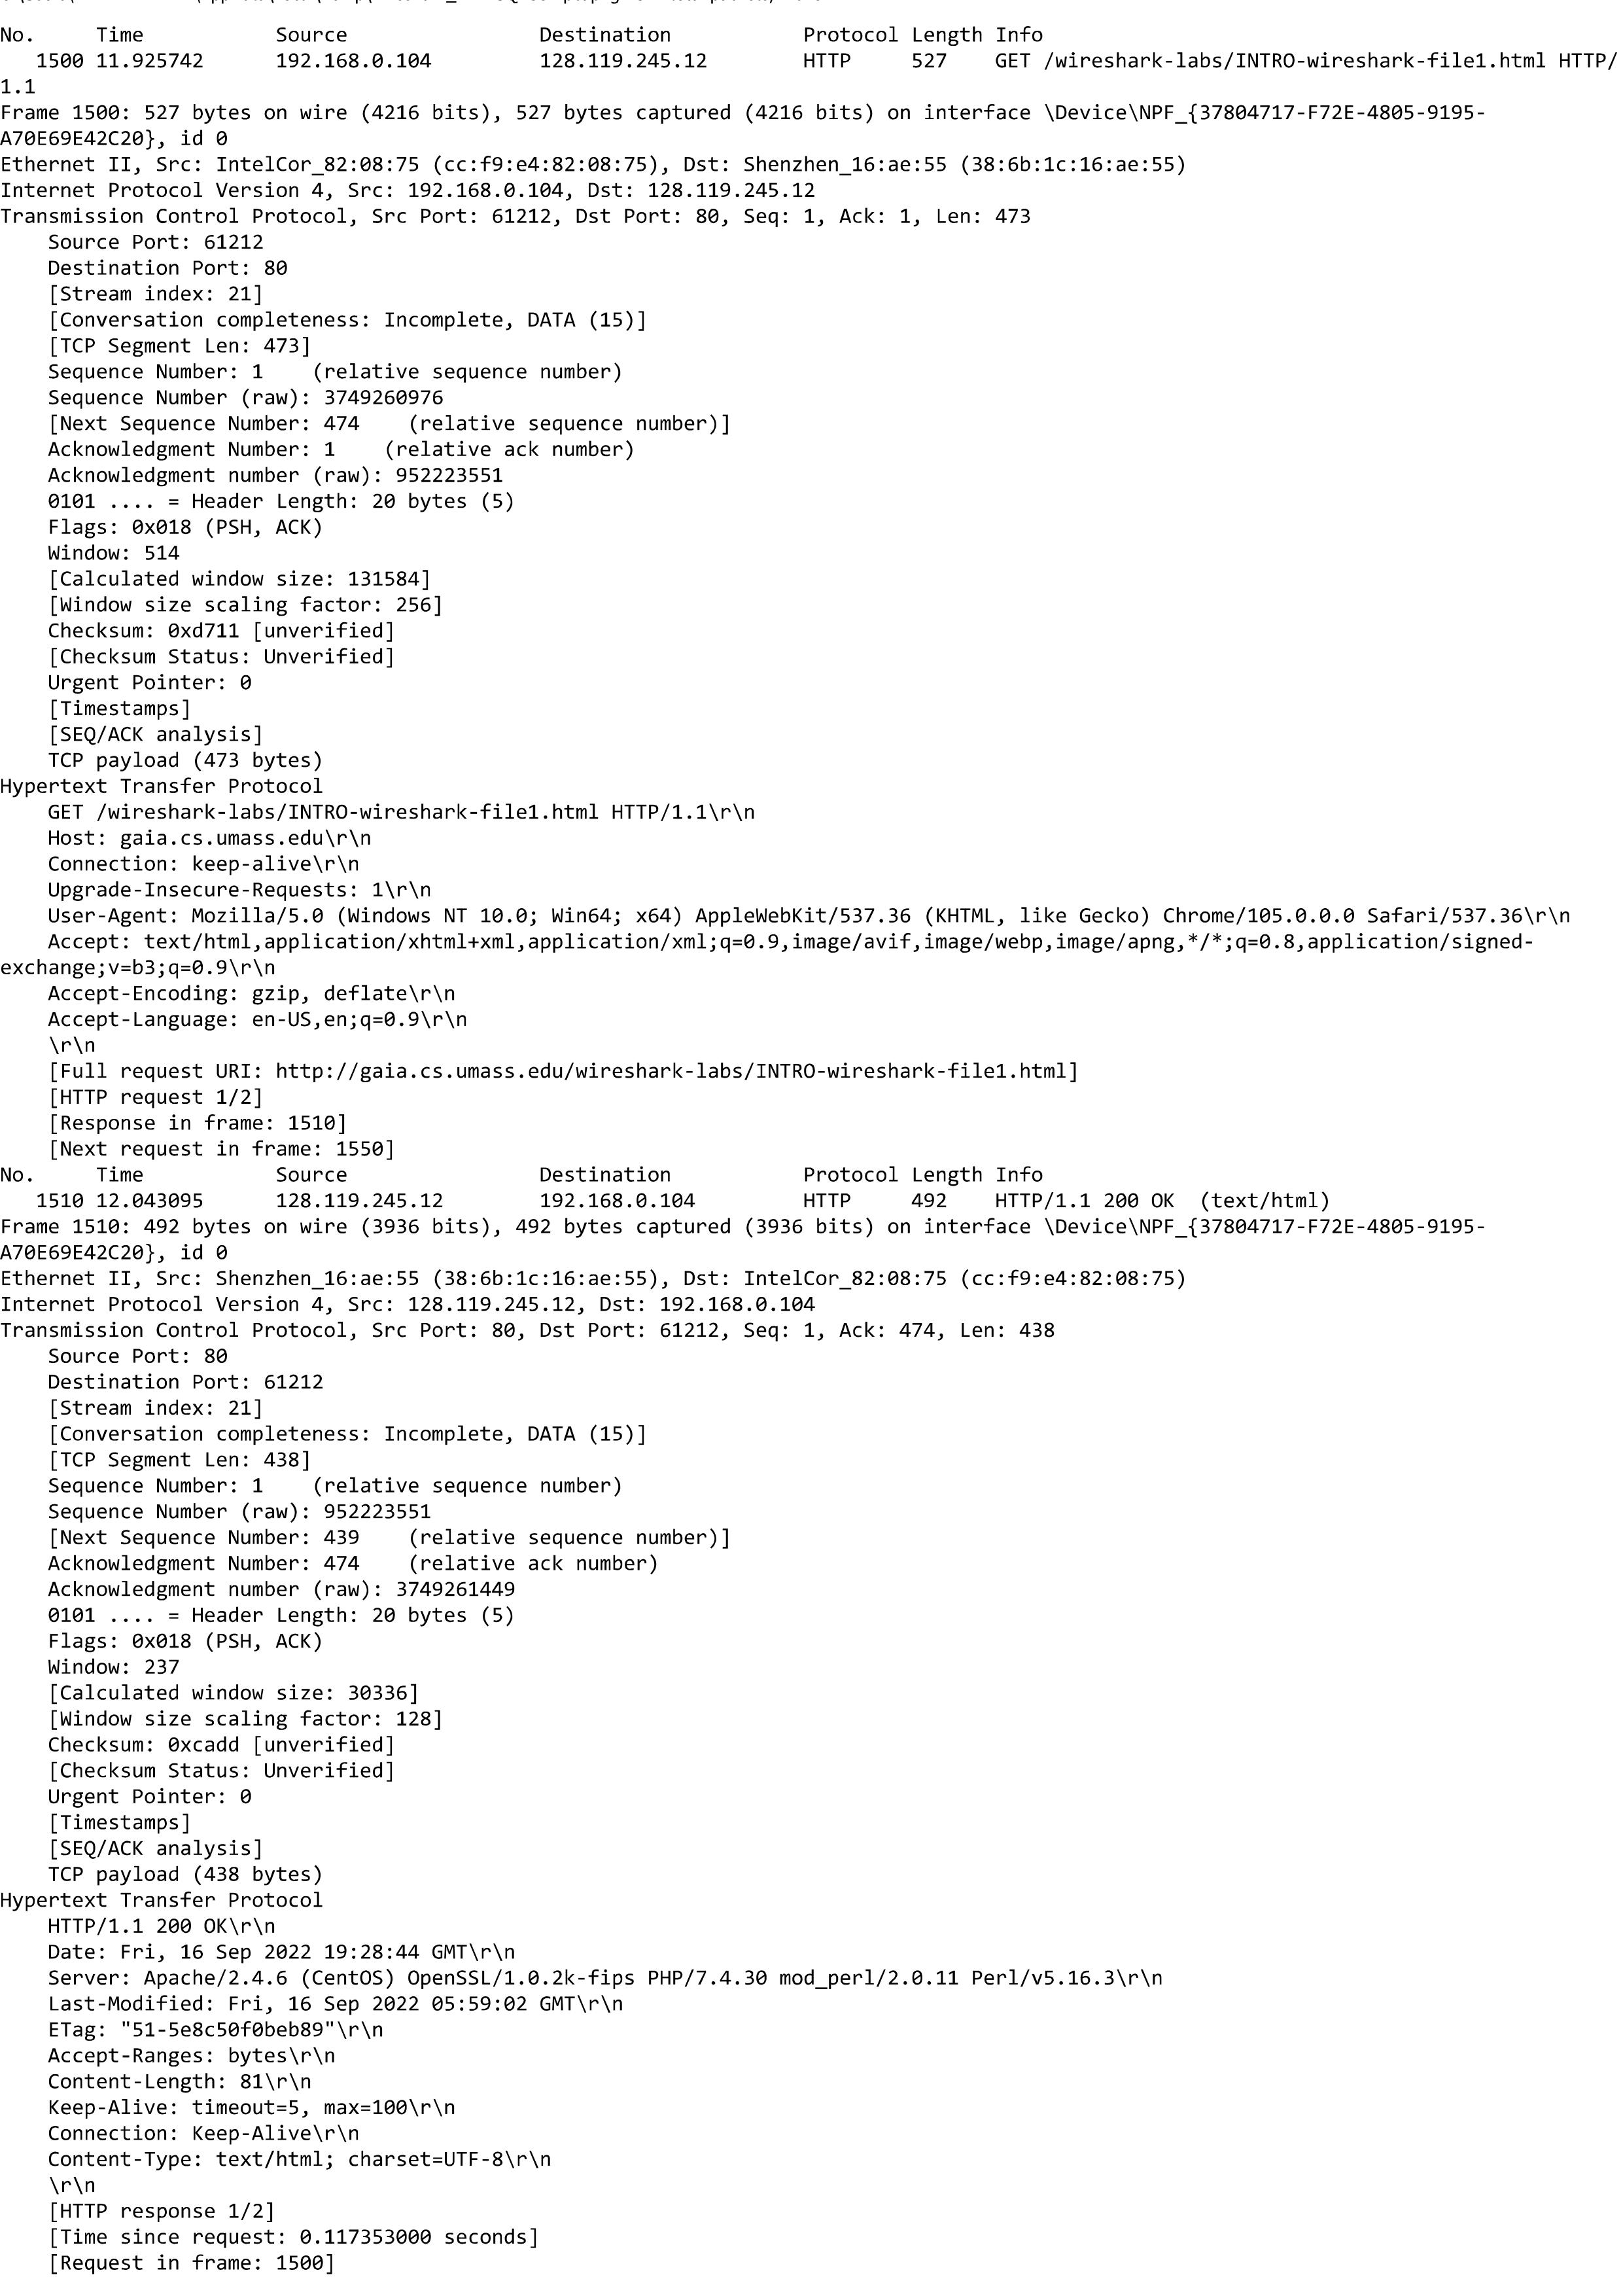 No.     Time           Source                Destination           Protocol Length Info
   1500 11.925742      192.168.0.104         128.119.245.12        HTTP     527    GET /wireshark-labs/INTRO-wireshark-file1.html HTTP/
1.1
Frame 1500: 527 bytes on wire (4216 bits), 527 bytes captured (4216 bits) on interface \Device\NPF_{37804717-F72E-4805-9195-
A70E69E42C20}, id 0
Ethernet II, Src: IntelCor_82:08:75 (cc:f9:e4:82:08:75), Dst: Shenzhen_16:ae:55 (38:6b:1c:16:ae:55)
Internet Protocol Version 4, Src: 192.168.0.104, Dst: 128.119.245.12
Transmission Control Protocol, Src Port: 61212, Dst Port: 80, Seq: 1, Ack: 1, Len: 473
    Source Port: 61212
    Destination Port: 80
    [Stream index: 21]
    [Conversation completeness: Incomplete, DATA (15)]
    [TCP Segment Len: 473]
    Sequence Number: 1    (relative sequence number)
    Sequence Number (raw): 3749260976
    [Next Sequence Number: 474    (relative sequence number)]
    Acknowledgment Number: 1    (relative ack number)
    Acknowledgment number (raw): 952223551
    0101 .... = Header Length: 20 bytes (5)
    Flags: 0x018 (PSH, ACK)
    Window: 514
    [Calculated window size: 131584]
    [Window size scaling factor: 256]
    Checksum: 0xd711 [unverified]
    [Checksum Status: Unverified]
    Urgent Pointer: 0
    [Timestamps]
    [SEQ/ACK analysis]
    TCP payload (473 bytes)
Hypertext Transfer Protocol
    GET /wireshark-labs/INTRO-wireshark-file1.html HTTP/1.1\r\n
    Host: gaia.cs.umass.edu\r\n
    Connection: keep-alive\r\n
    Upgrade-Insecure-Requests: 1\r\n
    User-Agent: Mozilla/5.0 (Windows NT 10.0; Win64; x64) AppleWebKit/537.36 (KHTML, like Gecko) Chrome/105.0.0.0 Safari/537.36\r\n
    Accept: text/html,application/xhtml+xml,application/xml;q=0.9,image/avif,image/webp,image/apng,*/*;q=0.8,application/signed-
exchange;v=b3;q=0.9\r\n
    Accept-Encoding: gzip, deflate\r\n
    Accept-Language: en-US,en;q=0.9\r\n
    \r\n
    [Full request URI: http://gaia.cs.umass.edu/wireshark-labs/INTRO-wireshark-file1.html]
    [HTTP request 1/2]
    [Response in frame: 1510]
    [Next request in frame: 1550]
No.     Time           Source                Destination           Protocol Length Info
   1510 12.043095      128.119.245.12        192.168.0.104         HTTP     492    HTTP/1.1 200 OK  (text/html)
Frame 1510: 492 bytes on wire (3936 bits), 492 bytes captured (3936 bits) on interface \Device\NPF_{37804717-F72E-4805-9195-
A70E69E42C20}, id 0
Ethernet II, Src: Shenzhen_16:ae:55 (38:6b:1c:16:ae:55), Dst: IntelCor_82:08:75 (cc:f9:e4:82:08:75)
Internet Protocol Version 4, Src: 128.119.245.12, Dst: 192.168.0.104
Transmission Control Protocol, Src Port: 80, Dst Port: 61212, Seq: 1, Ack: 474, Len: 438
    Source Port: 80
    Destination Port: 61212
    [Stream index: 21]
    [Conversation completeness: Incomplete, DATA (15)]
    [TCP Segment Len: 438]
    Sequence Number: 1    (relative sequence number)
    Sequence Number (raw): 952223551
    [Next Sequence Number: 439    (relative sequence number)]
    Acknowledgment Number: 474    (relative ack number)
    Acknowledgment number (raw): 3749261449
    0101 .... = Header Length: 20 bytes (5)
    Flags: 0x018 (PSH, ACK)
    Window: 237
    [Calculated window size: 30336]
    [Window size scaling factor: 128]
    Checksum: 0xcadd [unverified]
    [Checksum Status: Unverified]
    Urgent Pointer: 0
    [Timestamps]
    [SEQ/ACK analysis]
    TCP payload (438 bytes)
Hypertext Transfer Protocol
    HTTP/1.1 200 OK\r\n
    Date: Fri, 16 Sep 2022 19:28:44 GMT\r\n
    Server: Apache/2.4.6 (CentOS) OpenSSL/1.0.2k-fips PHP/7.4.30 mod_perl/2.0.11 Perl/v5.16.3\r\n
    Last-Modified: Fri, 16 Sep 2022 05:59:02 GMT\r\n
    ETag: "51-5e8c50f0beb89"\r\n
    Accept-Ranges: bytes\r\n
    Content-Length: 81\r\n
    Keep-Alive: timeout=5, max=100\r\n
    Connection: Keep-Alive\r\n
    Content-Type: text/html; charset=UTF-8\r\n
    \r\n
    [HTTP response 1/2]
    [Time since request: 0.117353000 seconds]
    [Request in frame: 1500]